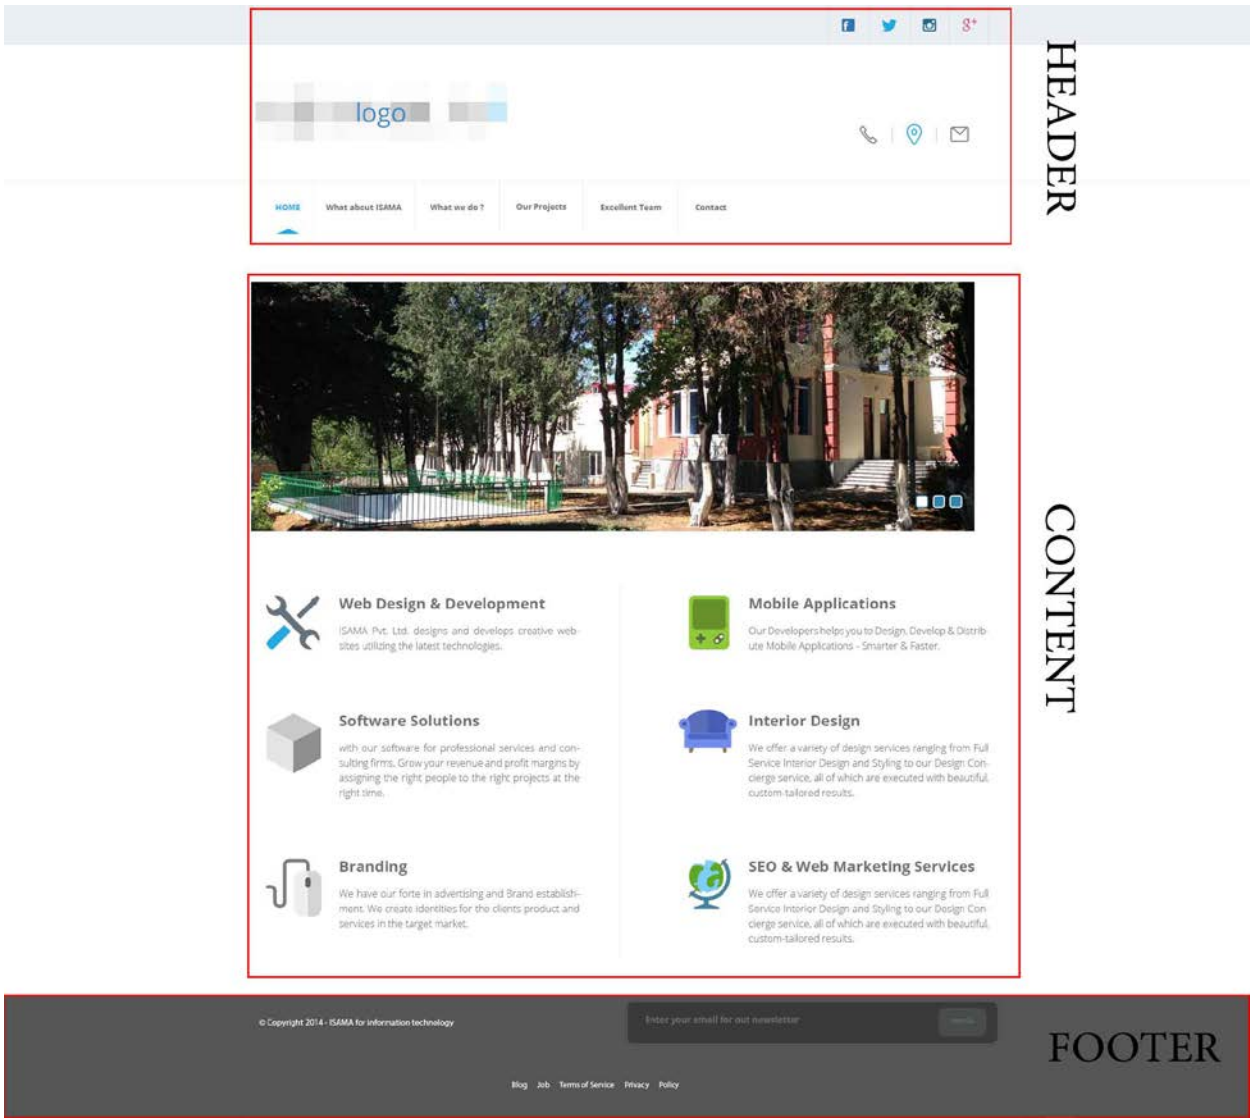 HEADER
logo
HOME What about ISAMA What we do ? Our Projects Excellent Team Contact
CONTENT
Web Design & Development
ISAMA Pvt. Ltd. designs and develops creative web-
sites utilizing the latest technologies.
Mobile Applications
Our Developers helps you to Design, Develop & Distrib-
ute Mobile Applications - Smarter & Faster.
Software Solutions
with our software for professional services and con-
sulting firms, Grow your revenue and profit margins by
assigning the right people to the right projects at the
right time.
Interior Design
We offer a variety of design services ranging from Full
Service Interior Design and Styling to our Design Con-
cierge service, all of which are executed with beautiful,
custom-tailored results.
Branding
We have our forte in advertising and Brand establish-
ment. We create identities for the clients product and
services in the target market.
SEO & Web Marketing Services
We offer a variety of design services ranging from Full
Service Interior Design and Styling to our Design Con-
cierge service, all of which are executed with beautiful,
custom-tailored results.
© Copyright 2014 - ISAMA for information technology
Enter your email for out newsletter
FOOTER
Blog Job Terms of Service Privacy Policy